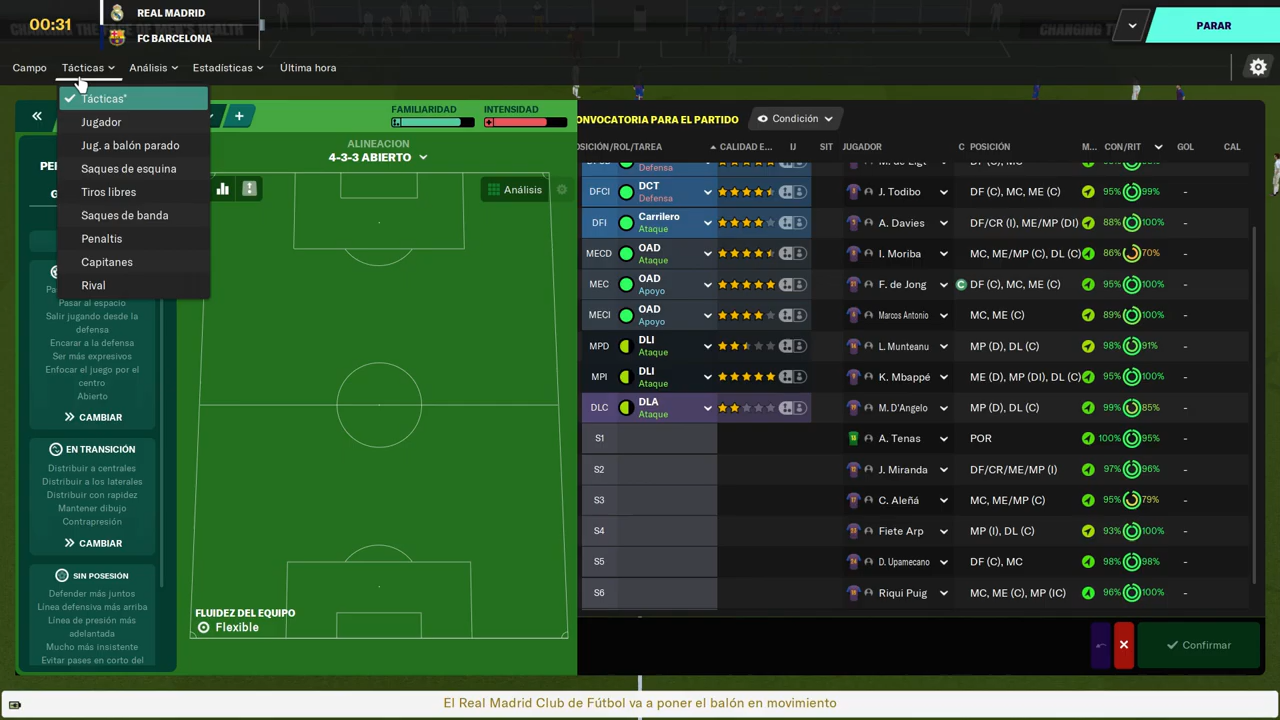 00:31
REAL MADRID
FC BARCELONA
PARAR
Campo
Tácticas
Análisis
Estadísticas
Última hora
Tácticas*
Jugador
Jug. a balón parado
Saques de esquina
Tiros libres
Saques de banda
Penaltis
Capitanes
Rival
FAMILIARIDAD
INTENSIDAD
ALINEACION
4-3-3 ABIERTO
Análisis
Pasar al espacio
Salir jugando desde la
defensa
Encarar a la defensa
Ser más expresivos
Enfocar el juego por el
centro
Abierto
CAMBIAR
EN TRANSICIÓN
Distribuir a centrales
Distribuir a los laterales
Distribuir con rapidez
Mantener dibujo
Contrapresión
CAMBIAR
SIN POSESIÓN
Defender más juntos
Línea defensiva más arriba
Línea de presión más
adelantada
Mucho más insistente
Evitar pases en corto del
FLUIDEZ DEL EQUIPO
Flexible
ONVOCATORIA PARA EL PARTIDO
Condición
OSICIÓN/ROL/TAREA CALIDAD E... IJ SIT JUGADOR C POSICIÓN M... CON/RIT GOL CAL
Defensa
DFCI DCT Defensa J. Todibo DF (C), MC, ME (C) 95% 99% -
DFI Carrilero Ataque A. Davies DF/CR (I), ME/MP (DI) 88% 100% -
MECD OAD Ataque I. Moriba MC, ME/MP (C), DL (C) 86% 70% -
MEC OAD Apoyo F. de Jong C DF (C), MC, ME (C) 95% 100% -
MECI OAD Apoyo Marcos Antonio MC, ME (C) 89% 100% -
MPD DLI Ataque L. Munteanu MP (D), DL (C) 98% 91% -
MPI DLI Ataque K. Mbappé ME (D), MP (DI), DL (C) 95% 100% -
DLC DLA Ataque M. D'Angelo MP (D), DL (C) 99% 85% -
S1 A. Tenas POR 100% 95% -
S2 J. Miranda DF/CR/ME/MP (I) 97% 96% -
S3 C. Aleñá MC, ME/MP (C) 95% 79% -
S4 Fiete Arp MP (I), DL (C) 93% 100% -
S5 D. Upamecano DF (C), MC 98% 98% -
S6 Riqui Puig MC, ME (C), MP (IC) 96% 100% -
Confirmar
El Real Madrid Club de Fútbol va a poner el balón en movimiento